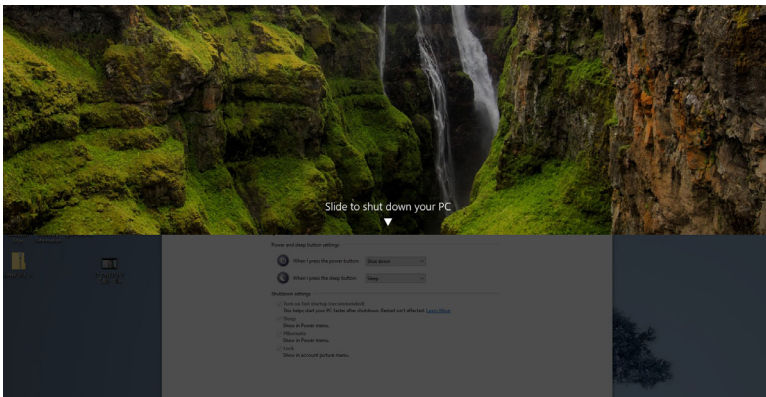 Slide to shut down your PC
Power and sleep button settings
When I press the power button: Shut down
When I press the sleep button: Sleep
Shutdown settings
Turn on fast startup (recommended)
This helps start your PC faster after shutdown. Restart isn't affected. Learn More
Sleep
Show in Power menu.
Hibernate
Show in Power menu.
Lock
Show in account picture menu.